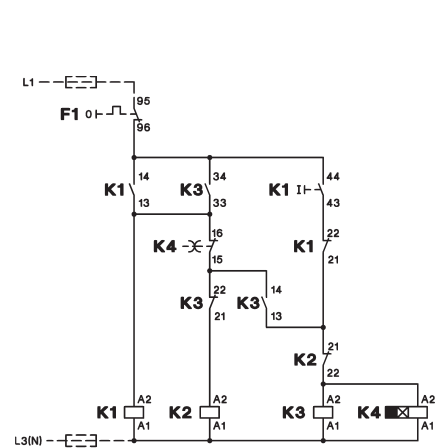 L1
95
F1 0
96
14 34 44
K1 K3 K1 I
13 33 43
16 22
K4 K1
15 21
22 14
K3 K3
21 13
21
K2
22
A2 A2 A2 A2
K1 K2 K3 K4
A1 A1 A1 A1
L3(N)